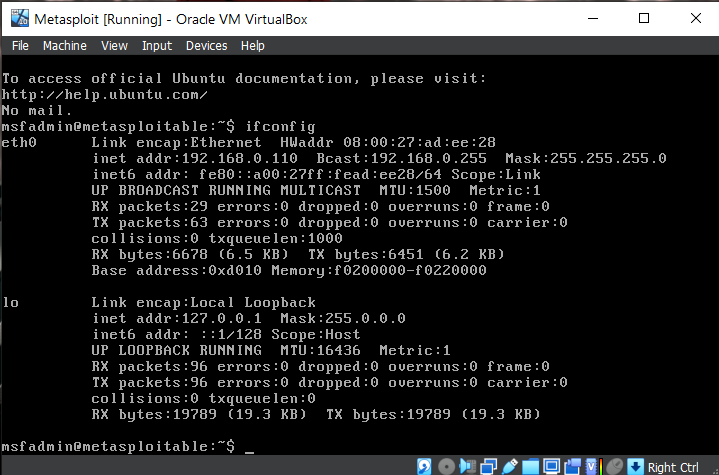 Metasploit [Running] - Oracle VM VirtualBox
File Machine View Input Devices Help
To access official Ubuntu documentation, please visit:
http://help.ubuntu.com/
No mail.
msfadmin@metasploitable:~$ ifconfig
eth0 Link encap:Ethernet HWaddr 08:00:27:ad:ee:28
inet addr:192.168.0.110 Bcast:192.168.0.255 Mask:255.255.255.0
inet6 addr: fe80::a00:27ff:fead:ee28/64 Scope:Link
UP BROADCAST RUNNING MULTICAST MTU:1500 Metric:1
RX packets:29 errors:0 dropped:0 overruns:0 frame:0
TX packets:63 errors:0 dropped:0 overruns:0 carrier:0
collisions:0 txqueuelen:1000
RX bytes:6678 (6.5 KB) TX bytes:6451 (6.2 KB)
Base address:0xd010 Memory:f0200000-f0220000
lo Link encap:Local Loopback
inet addr:127.0.0.1 Mask:255.0.0.0
inet6 addr: ::1/128 Scope:Host
UP LOOPBACK RUNNING MTU:16436 Metric:1
RX packets:96 errors:0 dropped:0 overruns:0 frame:0
TX packets:96 errors:0 dropped:0 overruns:0 carrier:0
collisions:0 txqueuelen:0
RX bytes:19789 (19.3 KB) TX bytes:19789 (19.3 KB)
msfadmin@metasploitable:~$ _
Right Ctrl